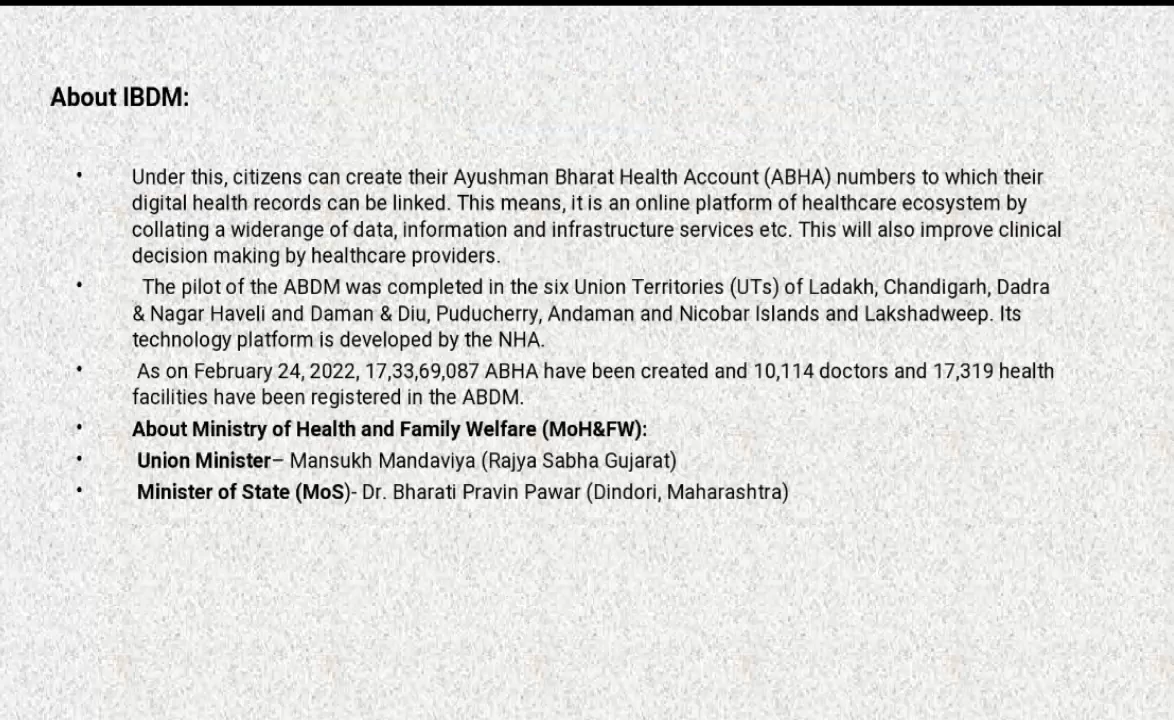 About IBDM:
• Under this, citizens can create their Ayushman Bharat Health Account (ABHA) numbers to which their
digital health records can be linked. This means, it is an online platform of healthcare ecosystem by
collating a widerange of data, information and infrastructure services etc. This will also improve clinical
decision making by healthcare providers.
• The pilot of the ABDM was completed in the six Union Territories (UTs) of Ladakh, Chandigarh, Dadra
& Nagar Haveli and Daman & Diu, Puducherry, Andaman and Nicobar Islands and Lakshadweep. Its
technology platform is developed by the NHA.
• As on February 24, 2022, 17,33,69,087 ABHA have been created and 10,114 doctors and 17,319 health
facilities have been registered in the ABDM.
• About Ministry of Health and Family Welfare (MoH&FW):
• Union Minister– Mansukh Mandaviya (Rajya Sabha Gujarat)
• Minister of State (MoS)- Dr. Bharati Pravin Pawar (Dindori, Maharashtra)